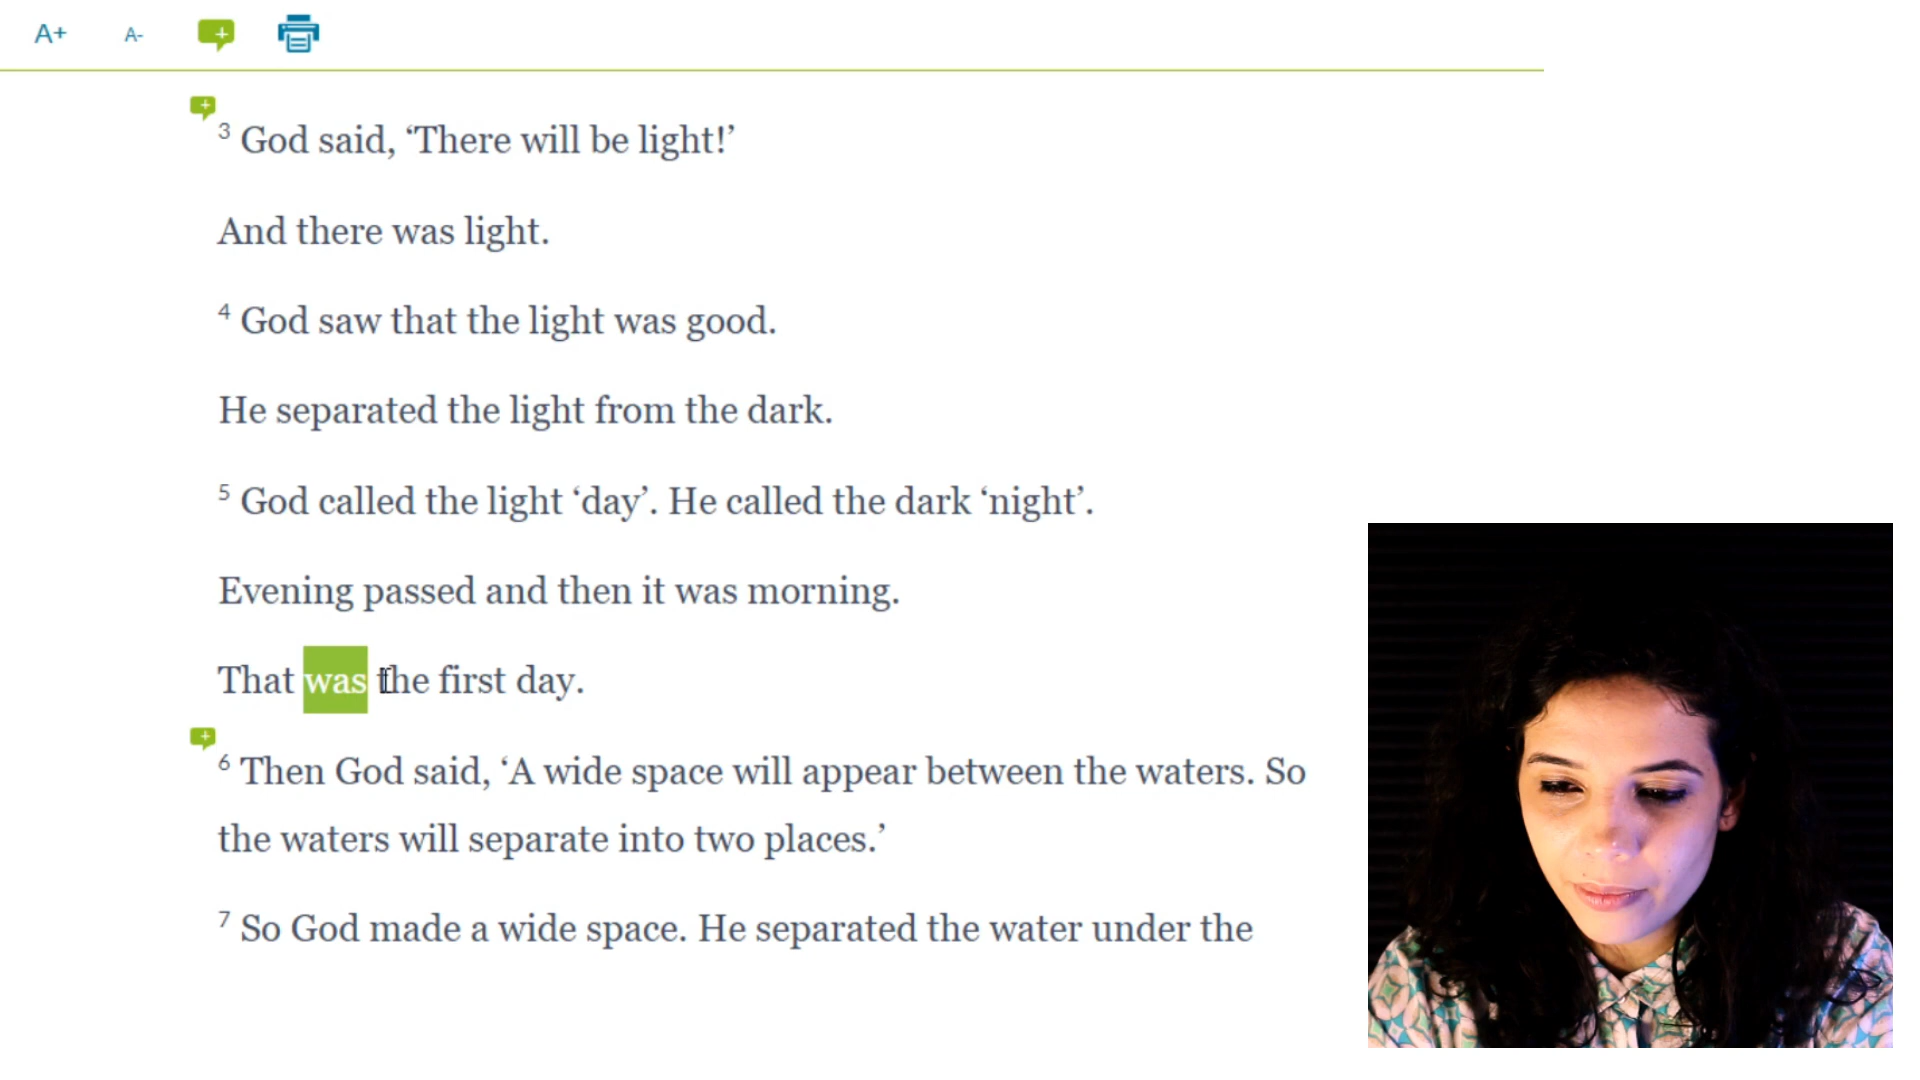 A+ A-
3 God said, ‘There will be light!’
And there was light.
4 God saw that the light was good.
He separated the light from the dark.
5 God called the light ‘day’. He called the dark ‘night’.
Evening passed and then it was morning.
That was the first day.
6 Then God said, ‘A wide space will appear between the waters. So
the waters will separate into two places.’
7 So God made a wide space. He separated the water under the